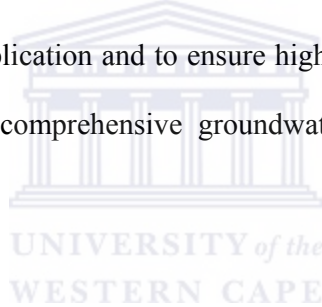 plication and to ensure high
comprehensive groundwat
UNIVERSITY of the
WESTERN CAPE